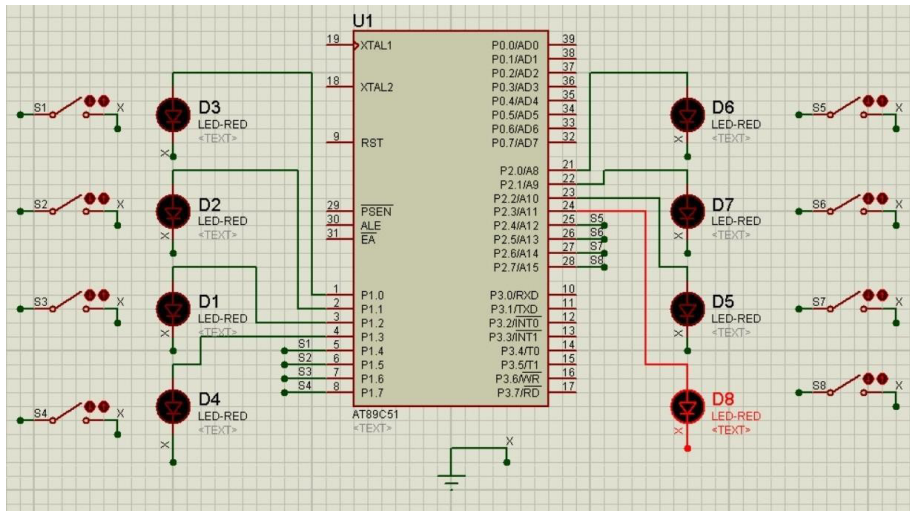 U1
19 XTAL1
18 XTAL2
9 RST
29 PSEN
30 ALE
31 EA
1 P1.0
2 P1.1
3 P1.2
4 P1.3
S1 5 P1.4
S2 6 P1.5
S3 7 P1.6
S4 8 P1.7
P0.0/AD0 39
P0.1/AD1 38
P0.2/AD2 37
P0.3/AD3 36
P0.4/AD4 35
P0.5/AD5 34
P0.6/AD6 33
P0.7/AD7 32
P2.0/A8 21
P2.1/A9 22
P2.2/A10 23
P2.3/A11 24
P2.4/A12 25 S5
P2.5/A13 26 S6
P2.6/A14 27 S7
P2.7/A15 28 S8
P3.0/RXD 10
P3.1/TXD 11
P3.2/INT0 12
P3.3/INT1 13
P3.4/T0 14
P3.5/T1 15
P3.6/WR 16
P3.7/RD 17
AT89C51
<TEXT>
S1 X
D3
LED-RED
<TEXT>
X
S2 X
D2
LED-RED
<TEXT>
X
S3 X
D1
LED-RED
<TEXT>
X
S4 X
D4
LED-RED
<TEXT>
X
D6
LED-RED
<TEXT>
X
S5 X
D7
LED-RED
<TEXT>
X
S6 X
D5
LED-RED
<TEXT>
X
S7 X
D8
LED-RED
<TEXT>
X
S8 X
X